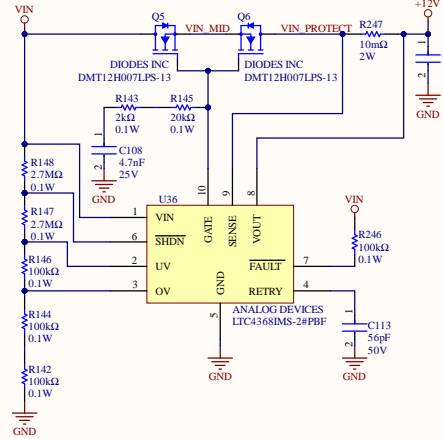 VIN
Q5
VIN_MID
Q6
VIN_PROTECT
R247
+12V
10mΩ
2W
DIODES INC
DMT12H007LPS-13
DIODES INC
DMT12H007LPS-13
GND
R143
2kΩ
0.1W
R145
20kΩ
0.1W
1
C108
4.7nF
25V
2
GND
R148
2.7MΩ
0.1W
R147
2.7MΩ
0.1W
R146
100kΩ
0.1W
R144
100kΩ
0.1W
R142
100kΩ
0.1W
GND
U36
10
9
8
GATE
SENSE
VOUT
1
VIN
6
SHDN
2
UV
3
OV
FAULT
7
RETRY
4
GND
5
GND
VIN
R246
100kΩ
0.1W
ANALOG DEVICES
LTC4368IMS-2#PBF
1
C113
56pF
50V
2
GND